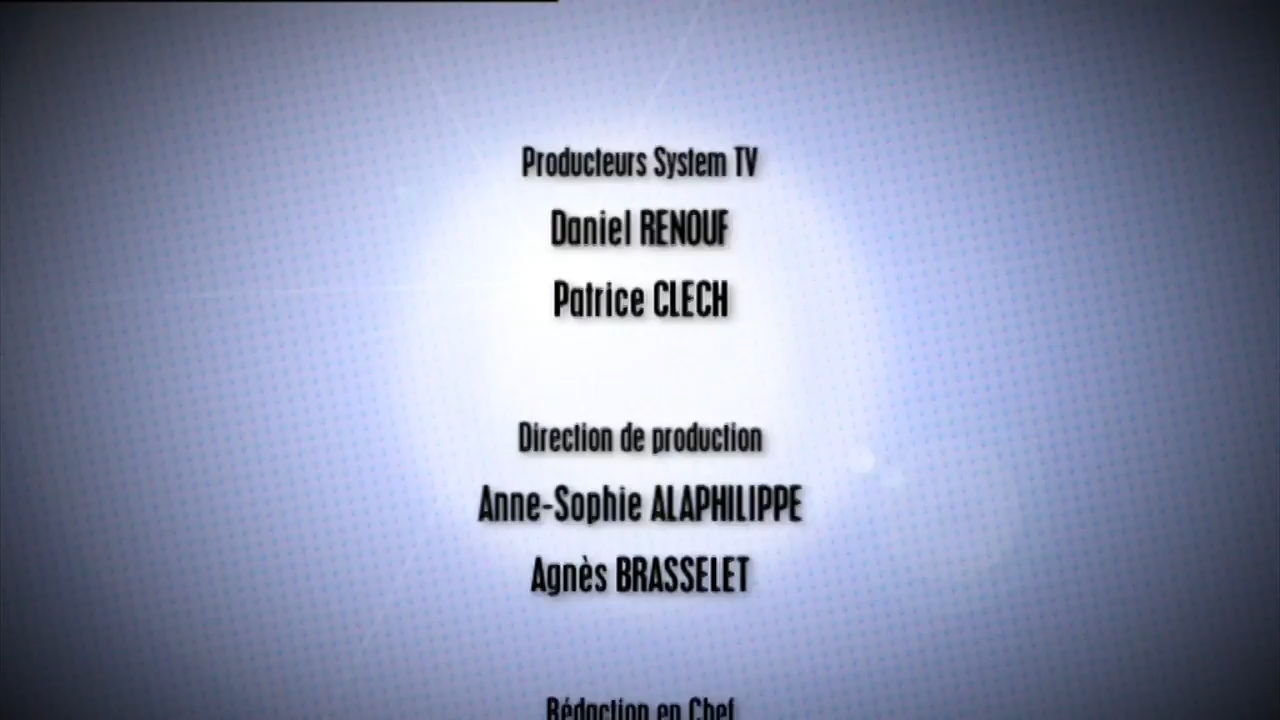 Producteurs System TV
Daniel RENOUF
Patrice CLECH
Direction de production
Anne-Sophie ALAPHILIPPE
Agnès BRASSELET
Rédaction en Chef